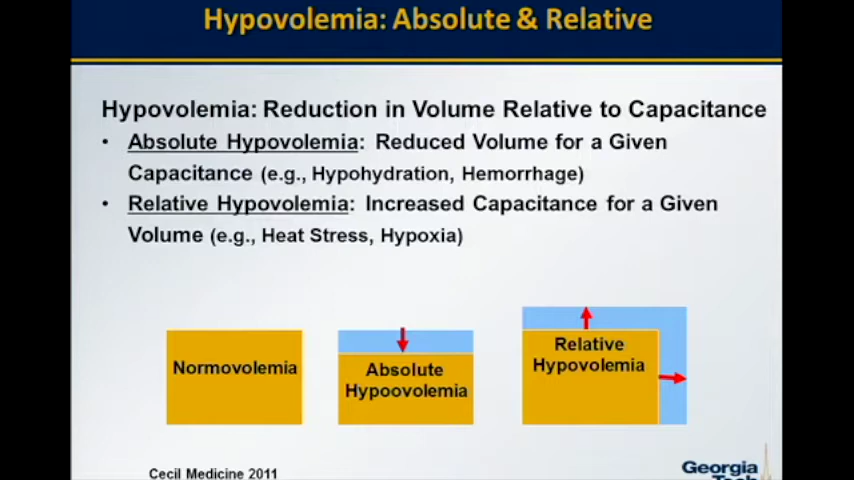 Hypovolemia: Absolute & Relative
Hypovolemia: Reduction in Volume Relative to Capacitance
• Absolute Hypovolemia: Reduced Volume for a Given
Capacitance (e.g., Hypohydration, Hemorrhage)
• Relative Hypovolemia: Increased Capacitance for a Given
Volume (e.g., Heat Stress, Hypoxia)
Normovolemia
Absolute
Hypoovolemia
Relative
Hypovolemia
Cecil Medicine 2011
Georgia
Tech